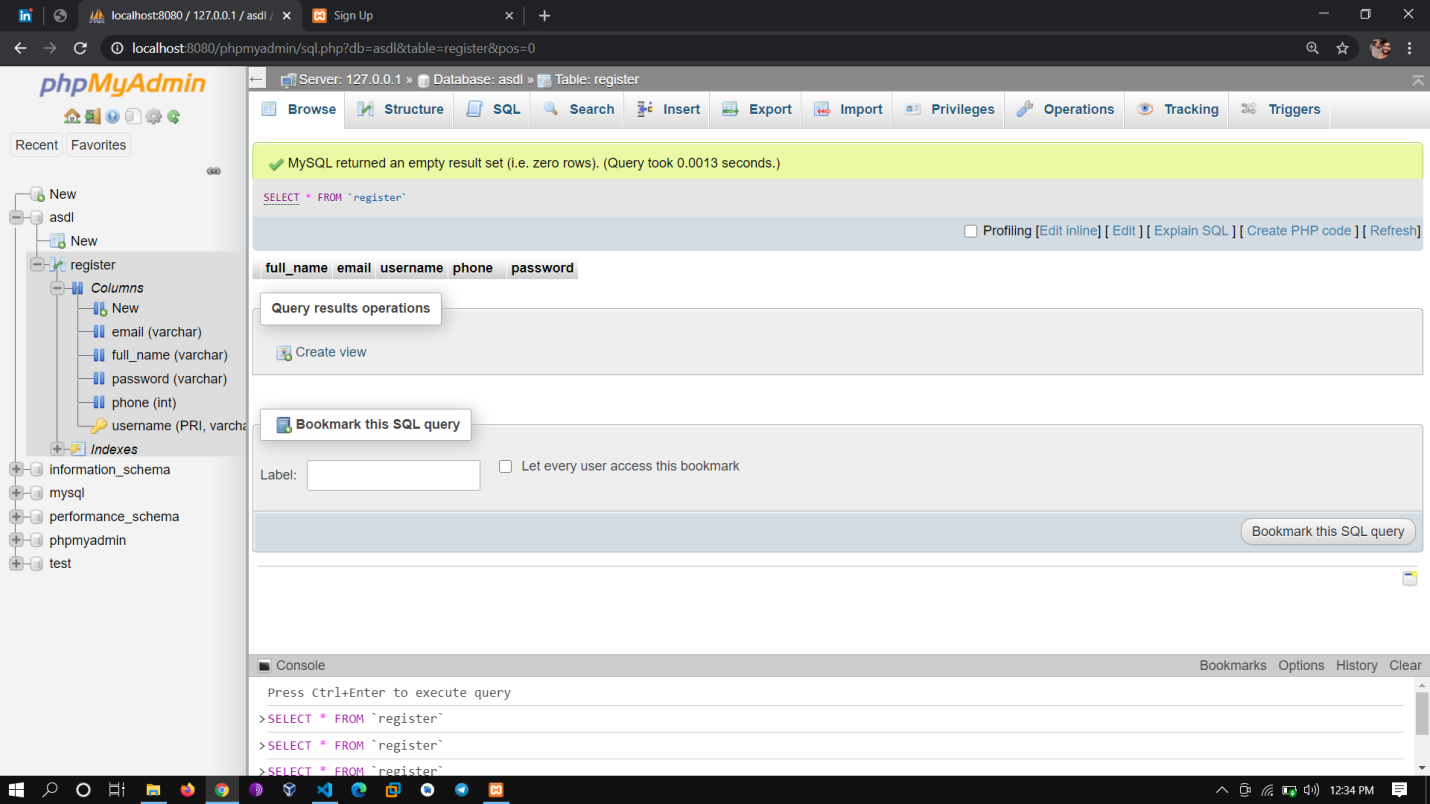 localhost:8080 / 127.0.0.1 / asdl /
Sign Up
localhost:8080/phpmyadmin/sql.php?db=asdl&table=register&pos=0
phpMyAdmin
Recent Favorites
New
asdl
New
register
Columns
New
email (varchar)
full_name (varchar)
password (varchar)
phone (int)
username (PRI, varcha
Indexes
information_schema
mysql
performance_schema
phpmyadmin
test
Server: 127.0.0.1 » Database: asdl » Table: register
Browse Structure SQL Search Insert Export Import Privileges Operations Tracking Triggers
MySQL returned an empty result set (i.e. zero rows). (Query took 0.0013 seconds.)
SELECT * FROM `register`
Profiling [Edit inline] [ Edit ] [ Explain SQL ] [ Create PHP code ] [ Refresh]
full_name email username phone password
Query results operations
Create view
Bookmark this SQL query
Label: Let every user access this bookmark
Bookmark this SQL query
Console Bookmarks Options History Clear
Press Ctrl+Enter to execute query
>SELECT * FROM `register`
>SELECT * FROM `register`
>SELECT * FROM `register`
12:34 PM